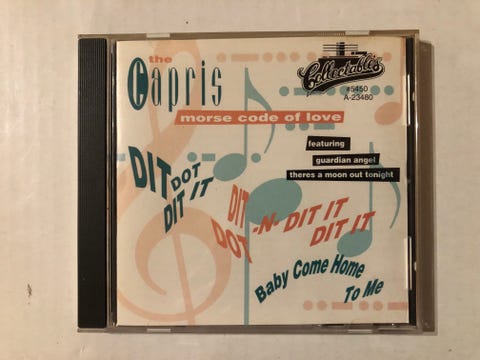 the
Capris
morse code of love
Collectables
#5450
A-23480
featuring
guardian angel
theres a moon out tonight
DIT DOT
DIT IT
DIT
DOT -N- DIT IT
DIT IT
Baby Come Home
To Me